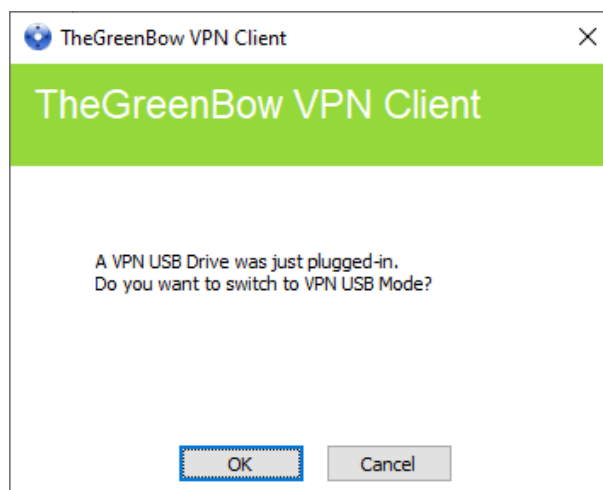 TheGreenBow VPN Client
TheGreenBow VPN Client
A VPN USB Drive was just plugged-in.
Do you want to switch to VPN USB Mode?
OK
Cancel